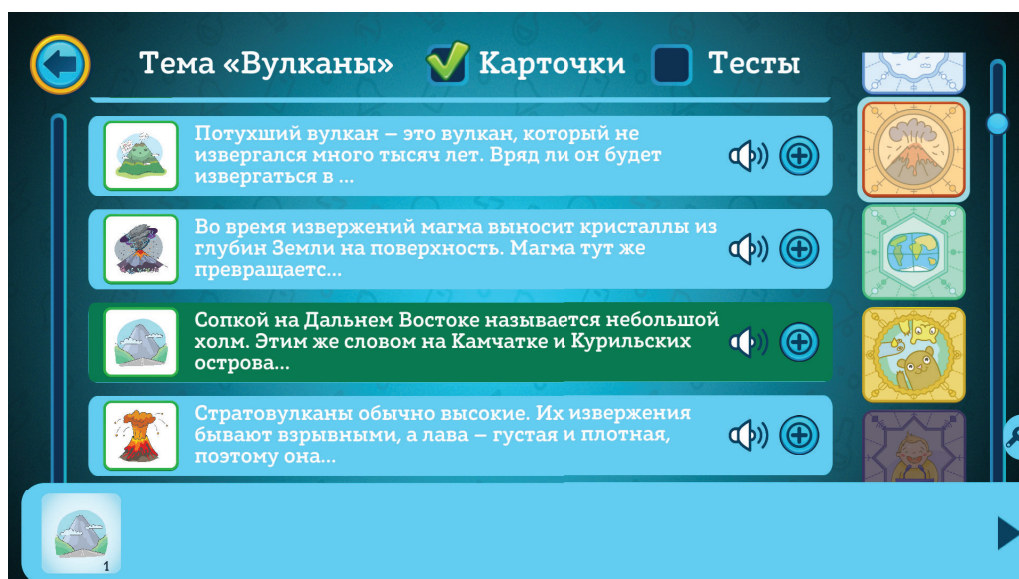 Тема «Вулканы» Карточки Тесты
Потухший вулкан – это вулкан, который не
извергался много тысяч лет. Вряд ли он будет
извергаться в ...
Во время извержений магма выносит кристаллы из
глубин Земли на поверхность. Магма тут же
превращаетс...
Сопкой на Дальнем Востоке называется небольшой
холм. Этим же словом на Камчатке и Курильских
острова...
Стратовулканы обычно высокие. Их извержения
бывают взрывными, а лава – густая и плотная,
поэтому она...
1